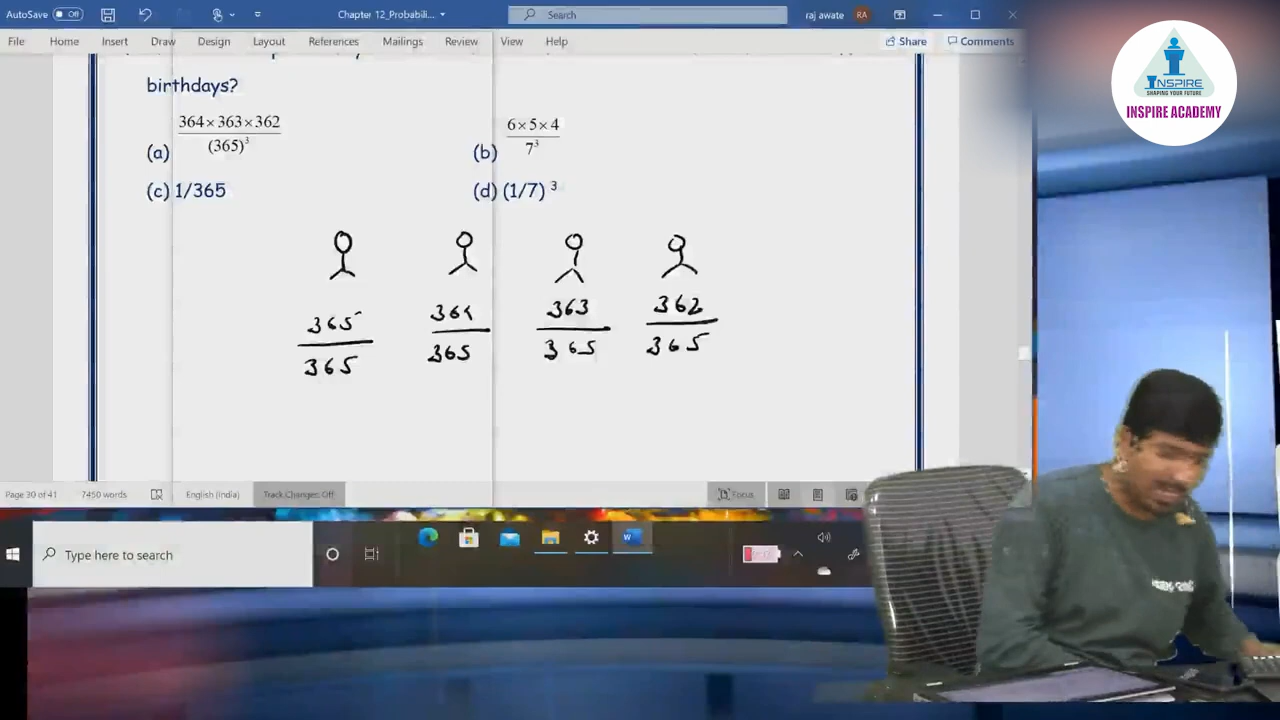 AutoSave Off Chapter 12_Probabili... Search raj awate RA
File Home Insert Draw Design Layout References Mailings Review View Help Share Comments
birthdays?
(a) 364×363×362 / (365)³
(b) 6×5×4 / 7³
(c) 1/365
(d) (1/7) ³
365 / 365
364 / 365
363 / 365
362 / 365
Page 30 of 41 7450 words English (India) Track Changes: Off Focus
Type here to search
INSPIRE
SHAPING YOUR FUTURE
INSPIRE ACADEMY